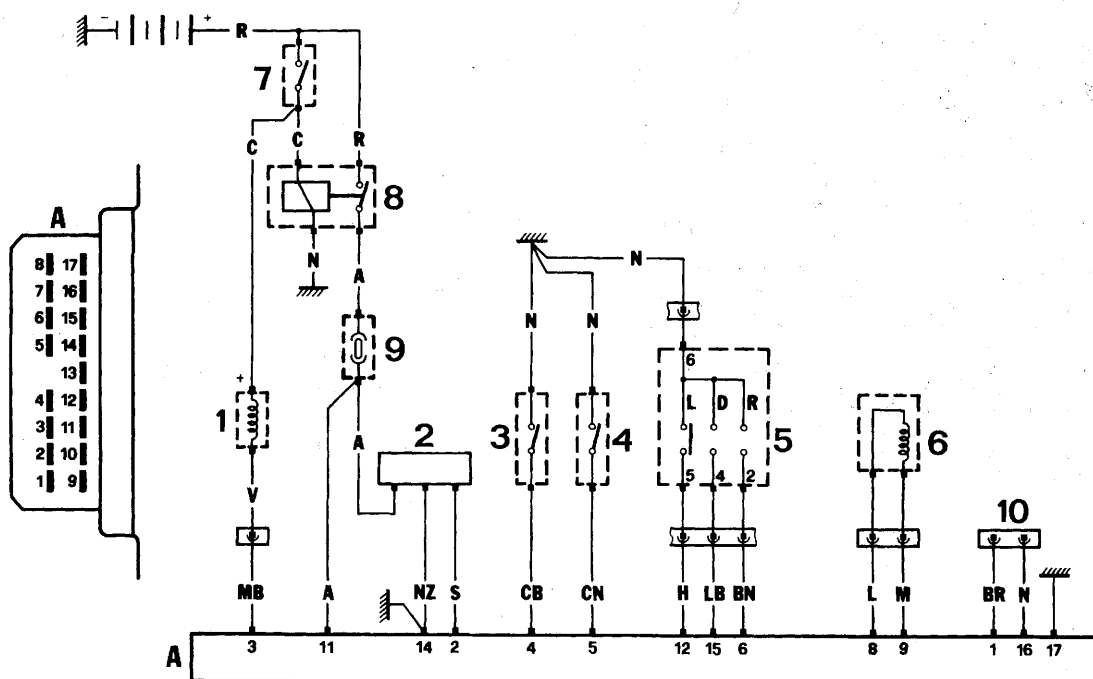 - +
R
7
C C R
8
A
N
A
8 17
7 16
6 15
5 14
13
4 12
3 11
2 10
1 9
9
N
N N
6
L D R
5 4 2
+
1
A
2
3
4
5
6
V
10
MB A NZ S CB CN H LB BN L M BR N
A
3 11 14 2 4 5 12 15 6 8 9 1 16 17